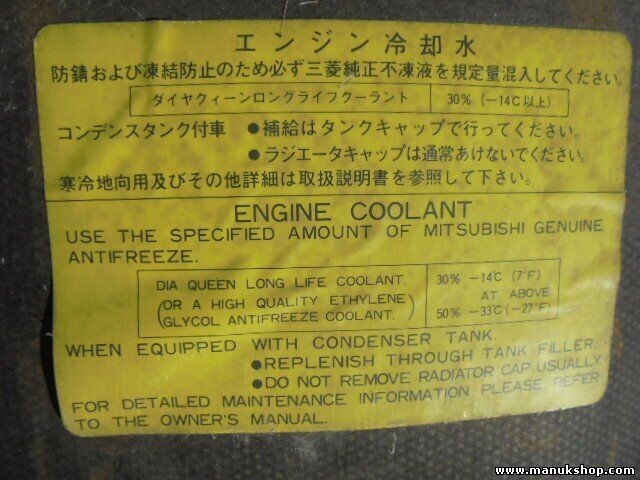 エンジン冷却水
防錆および凍結防止のため必ず三菱純正不凍液を規定量混入してください。
ダイヤクィーンロングライフクーラント 30% (−14℃以上)
コンデンスタンク付車 ●補給はタンクキャップで行ってください。
●ラジエータキャップは通常あけないでください。
寒冷地向用及びその他詳細は取扱説明書を参照して下さい。
ENGINE COOLANT
USE THE SPECIFIED AMOUNT OF MITSUBISHI GENUINE
ANTIFREEZE.
DIA QUEEN LONG LIFE COOLANT. 30% −14℃ (7°F)
(OR A HIGH QUALITY ETHYLENE AT ABOVE
GLYCOL ANTIFREEZE COOLANT.) 50% −33℃ (−27°F)
WHEN EQUIPPED WITH CONDENSER TANK.
●REPLENISH THROUGH TANK FILLER.
●DO NOT REMOVE RADIATOR CAP USUALLY.
FOR DETAILED MAINTENANCE INFORMATION PLEASE REFER
TO THE OWNER'S MANUAL.
www.manukshop.com